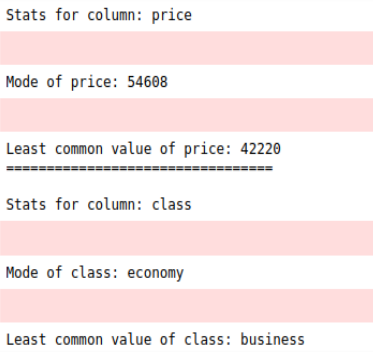 Stats for column: price
Mode of price: 54608
Least common value of price: 42220
=================================
Stats for column: class
Mode of class: economy
Least common value of class: business